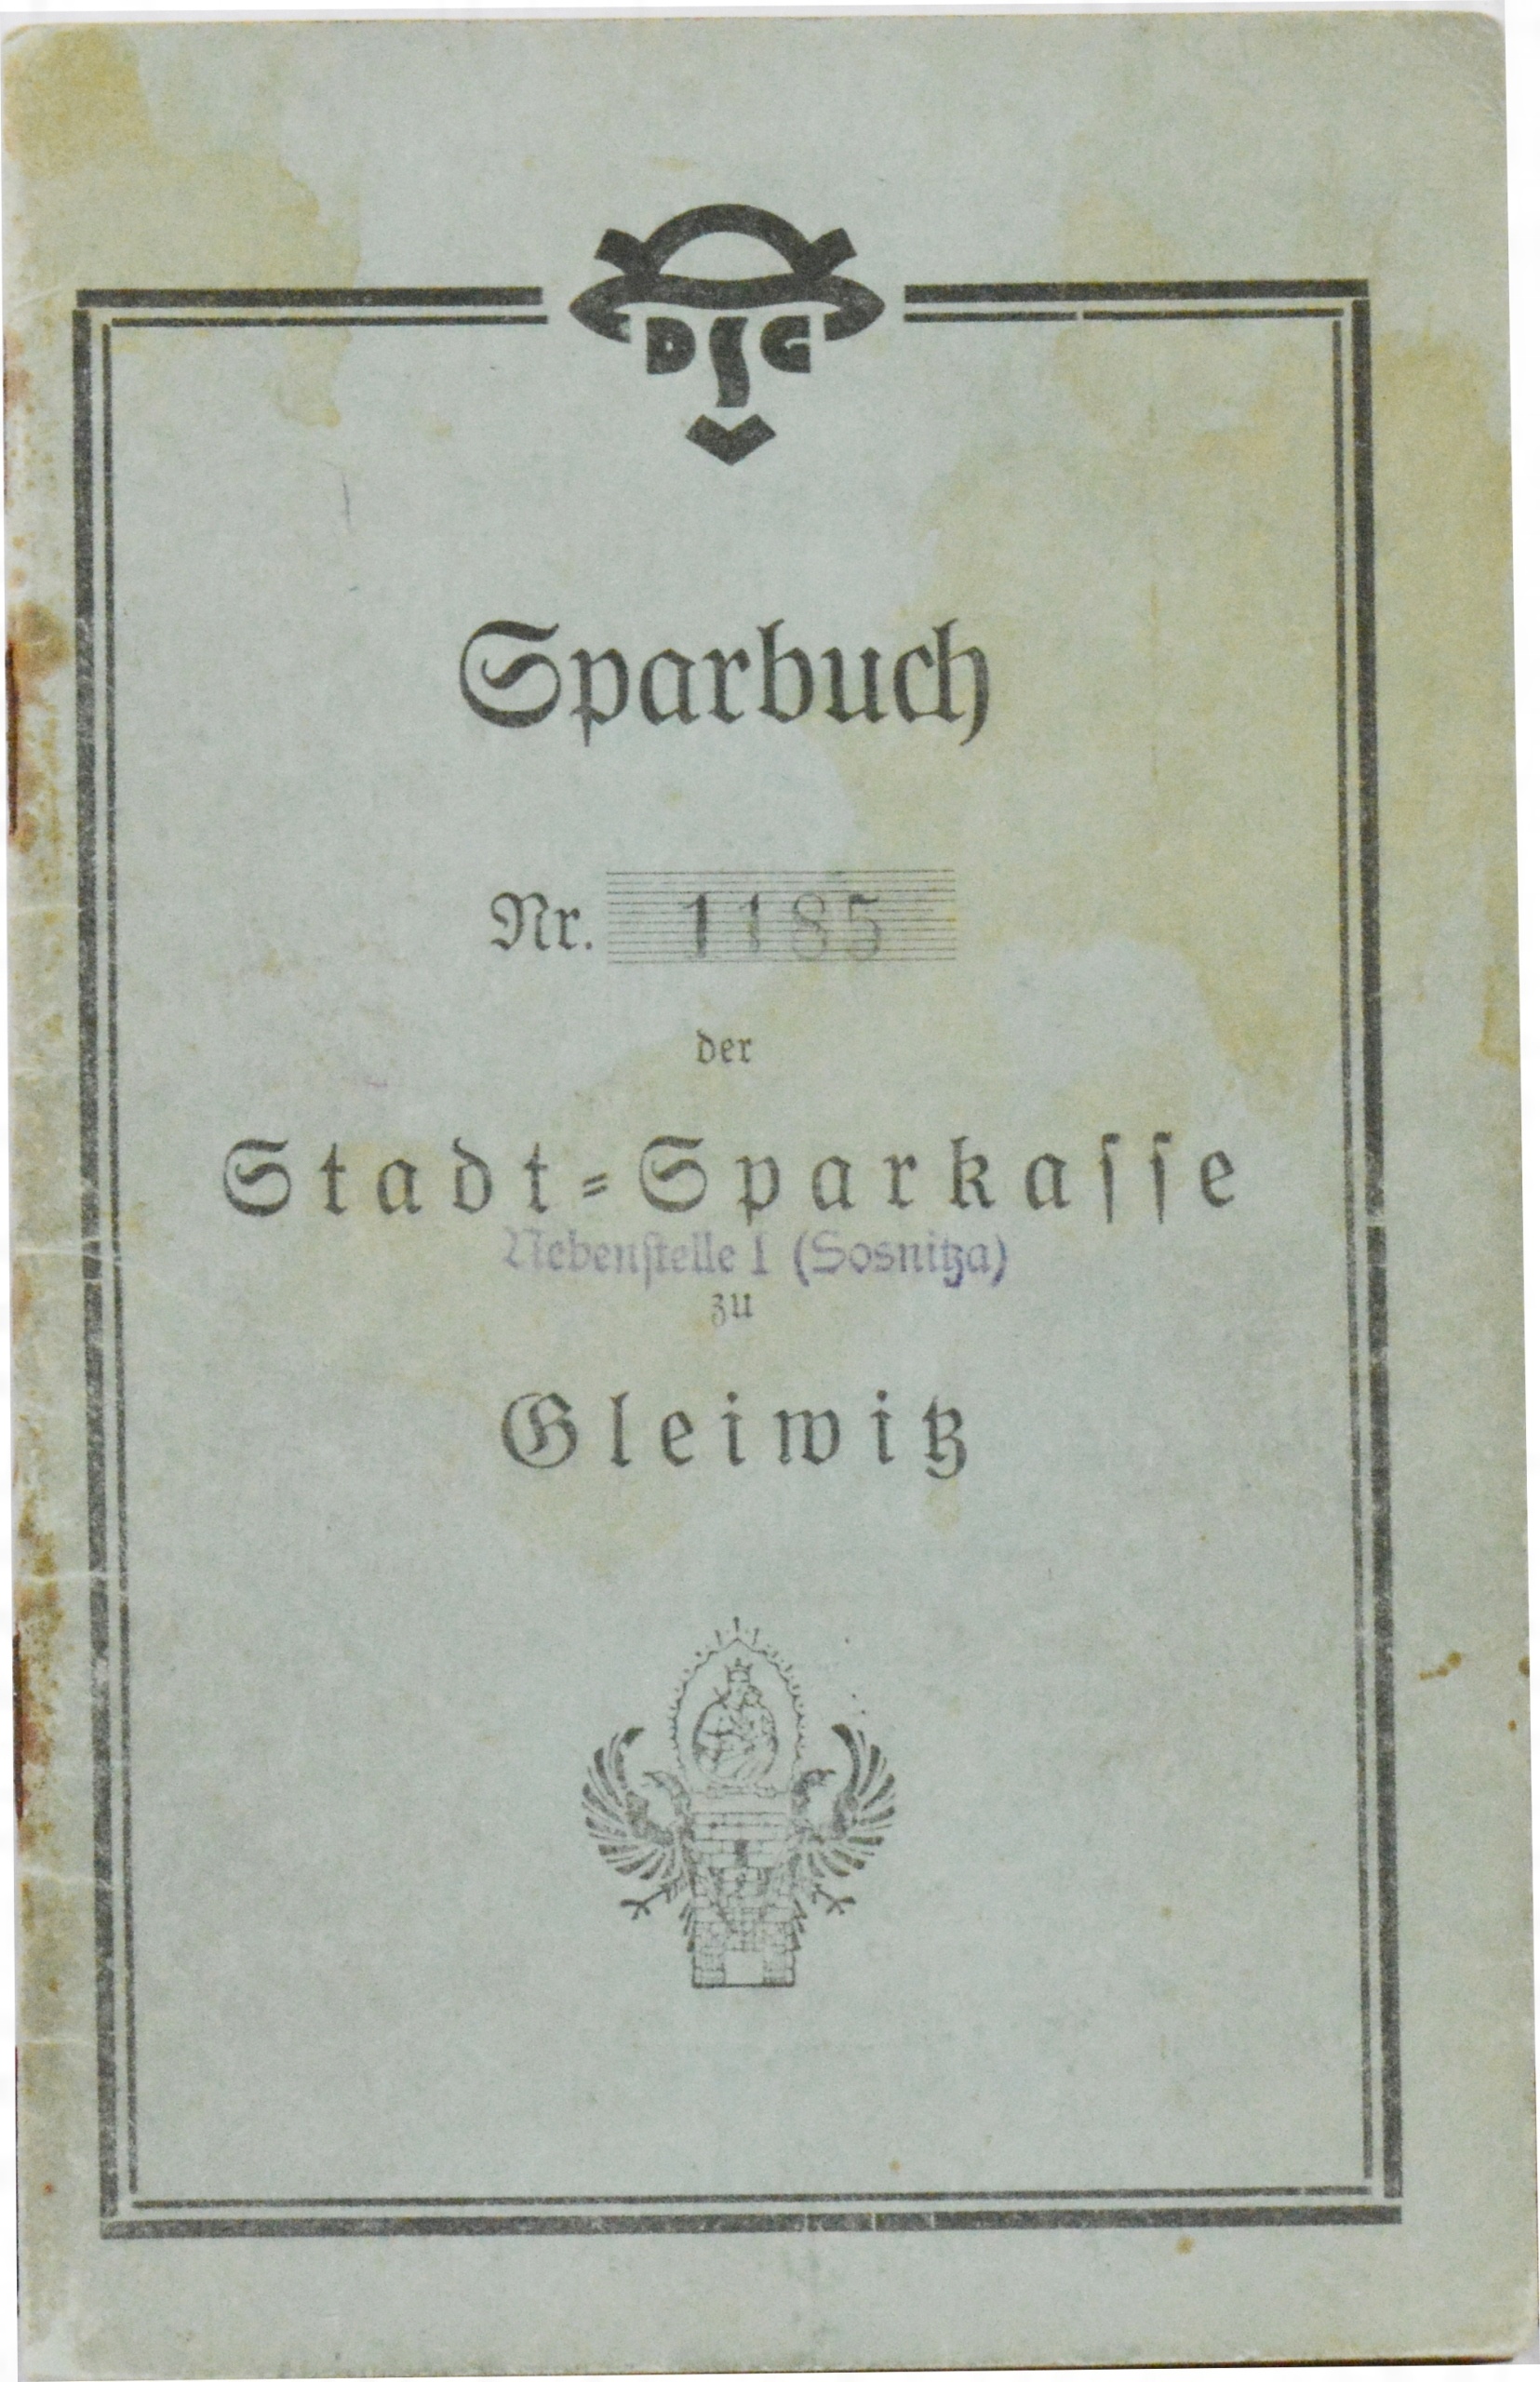 DSG
Sparbuch
Nr. 1185
der
Stadt-Sparkasse
Nebenstelle 1 (Sosnitza)
zu
Gleiwitz